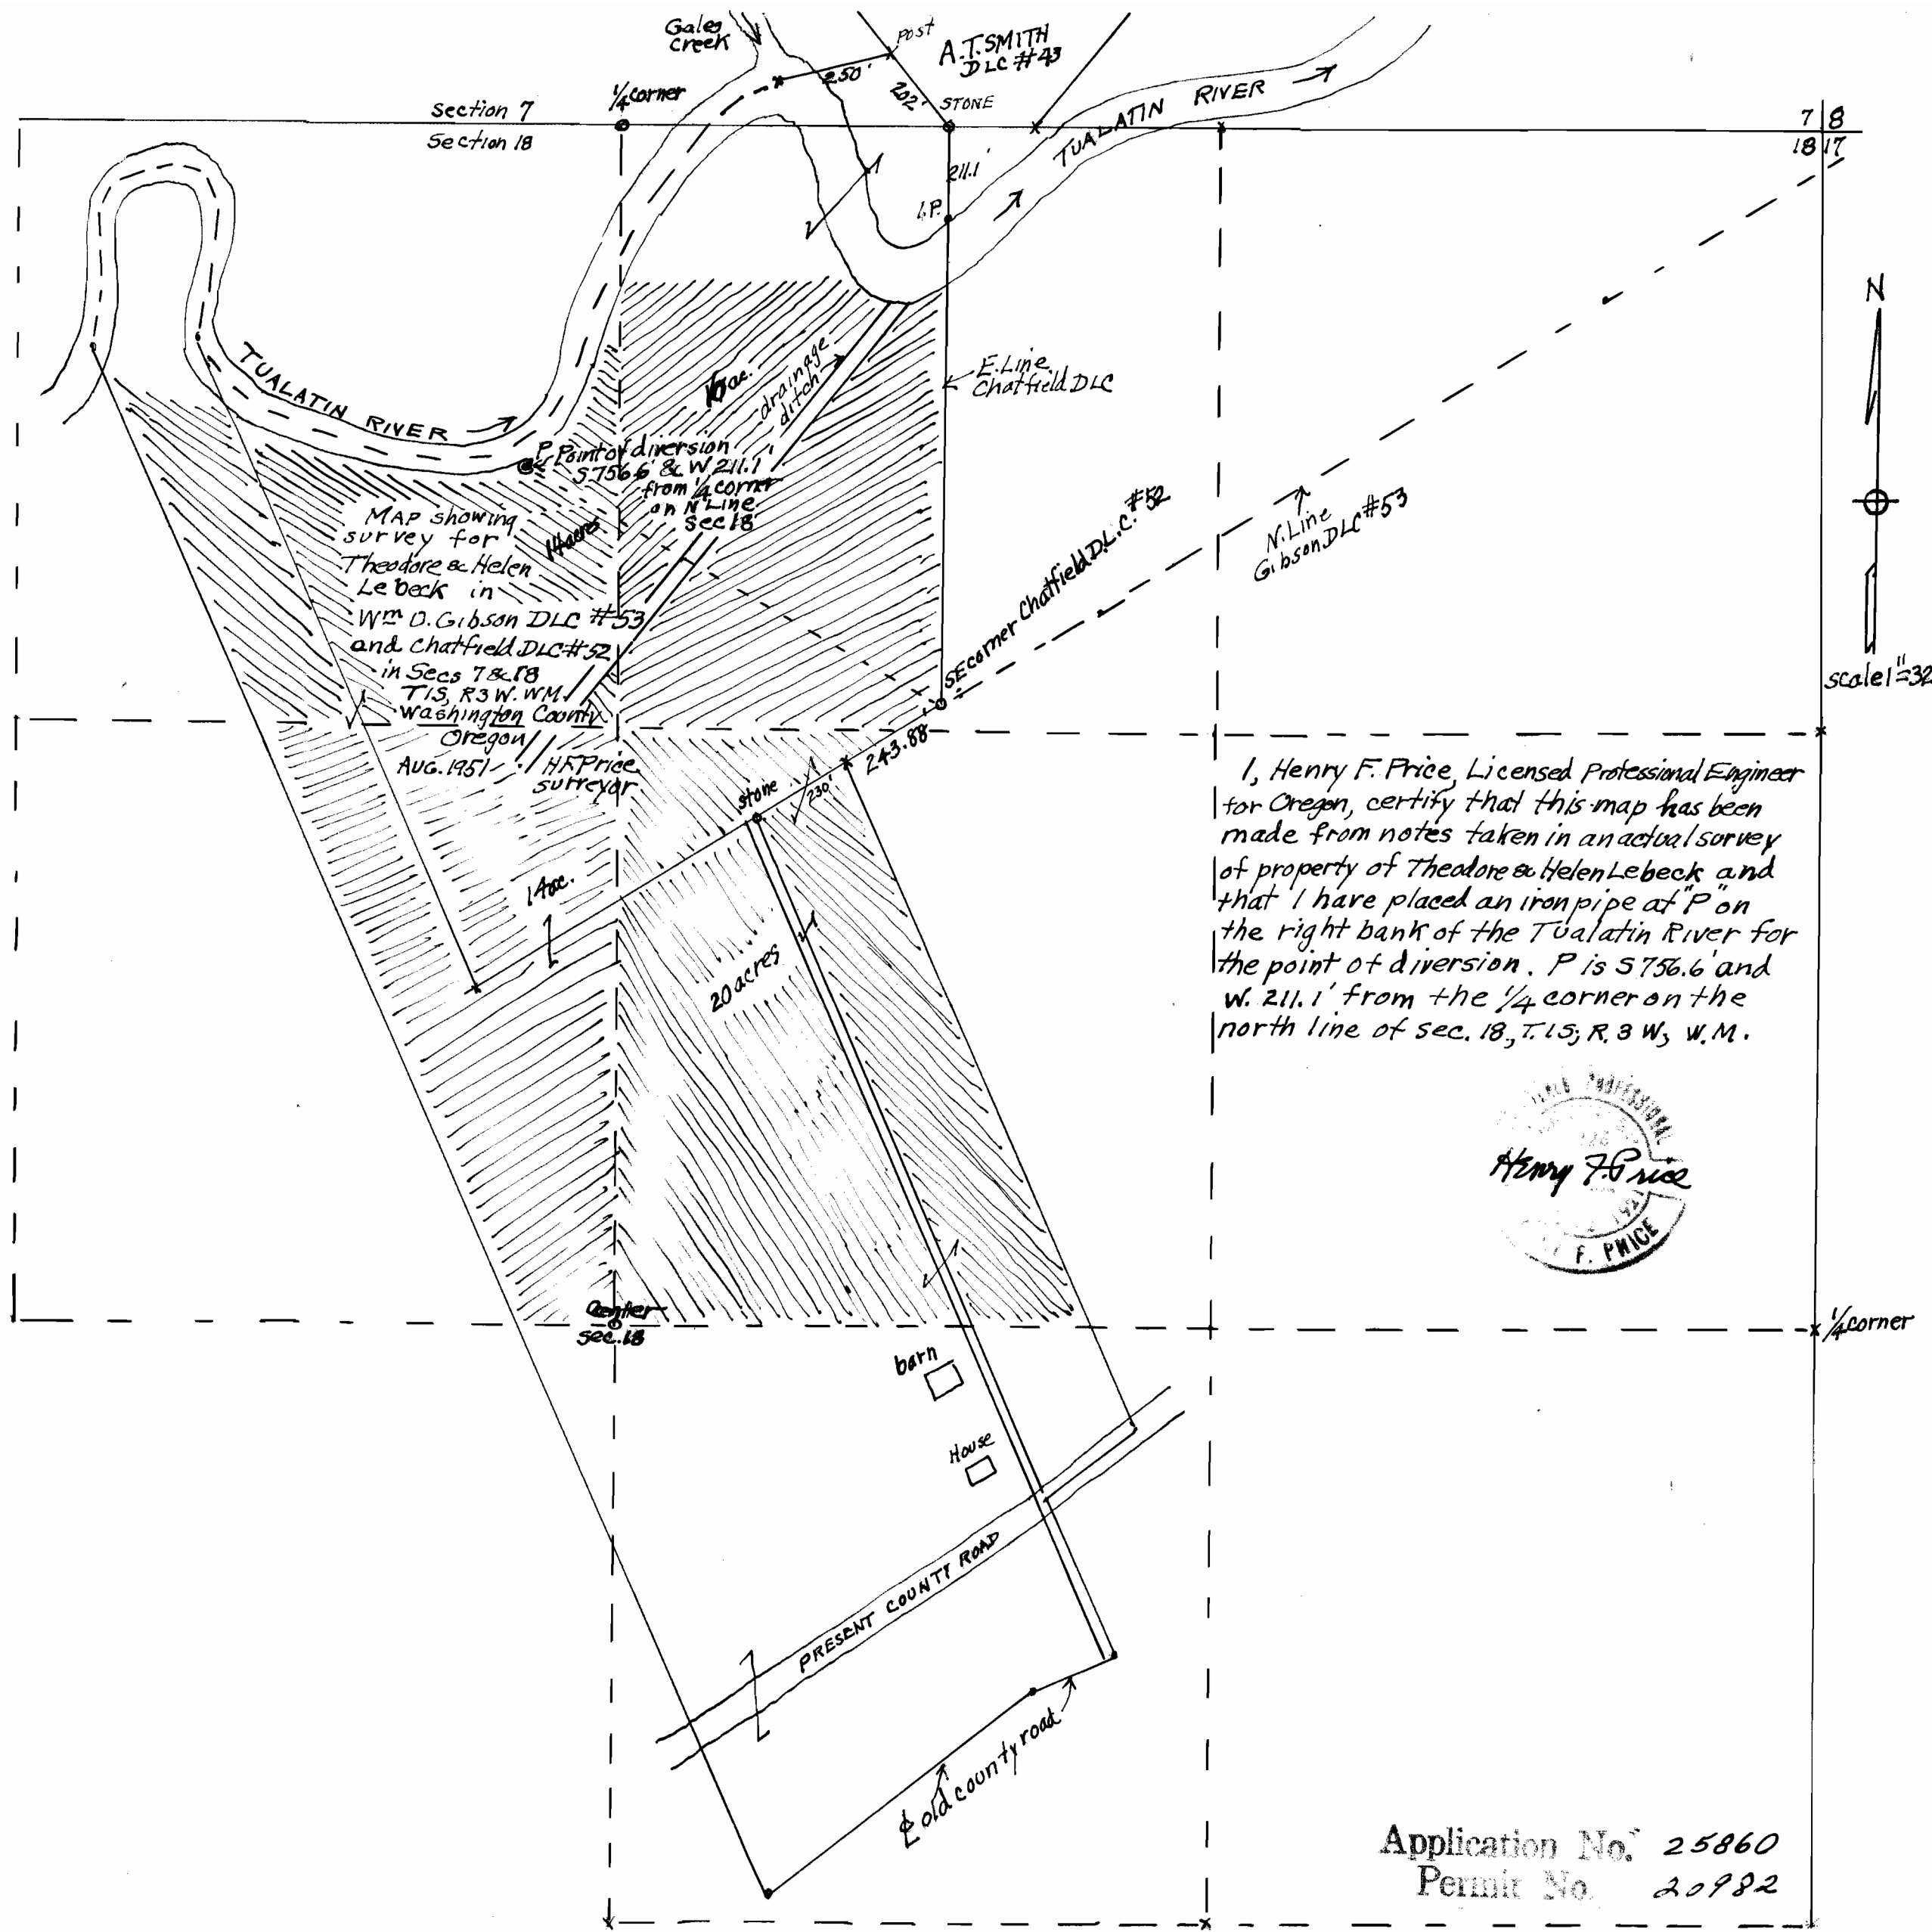 Gales
Creek
Post
A.T. SMITH
DLC #43
250'
202'
STONE
Section 7
1/4 corner
Section 18
TUALATIN RIVER
7|8
18|17
211.1'
I.P.
N
TUALATIN RIVER
drainage
ditch
E. Line
Chatfield DLC
P Point of diversion
S 756.6' & W 211.1'
from 1/4 corner
on N Line
Sec 18
14 acres
MAP showing
survey for
Theodore & Helen
Lebeck in
Wm D. Gibson DLC #53
and Chatfield DLC #52
in Secs 7 & 18
T1S, R3W. WM
Washington County
Oregon
AUG. 1951
H.F. Price
surveyor
SE corner Chatfield D.L.C. #52
N. Line
Gibson DLC #53
scale 1"=32
243.88
230'
stone
14ac.
20 acres
I, Henry F. Price, Licensed Professional Engineer
for Oregon, certify that this map has been
made from notes taken in an actual survey
of property of Theodore & Helen Lebeck and
that I have placed an iron pipe at "P" on
the right bank of the Tualatin River for
the point of diversion. P is S 756.6' and
W. 211.1' from the 1/4 corner on the
north line of sec. 18, T.1S; R. 3 W, W.M.
PROFESSIONAL
Henry F. Price
F. PRICE
Center
Sec. 18
1/4 corner
barn
House
PRESENT COUNTY ROAD
℄ old county road
Application No. 25860
Permit No. 20982